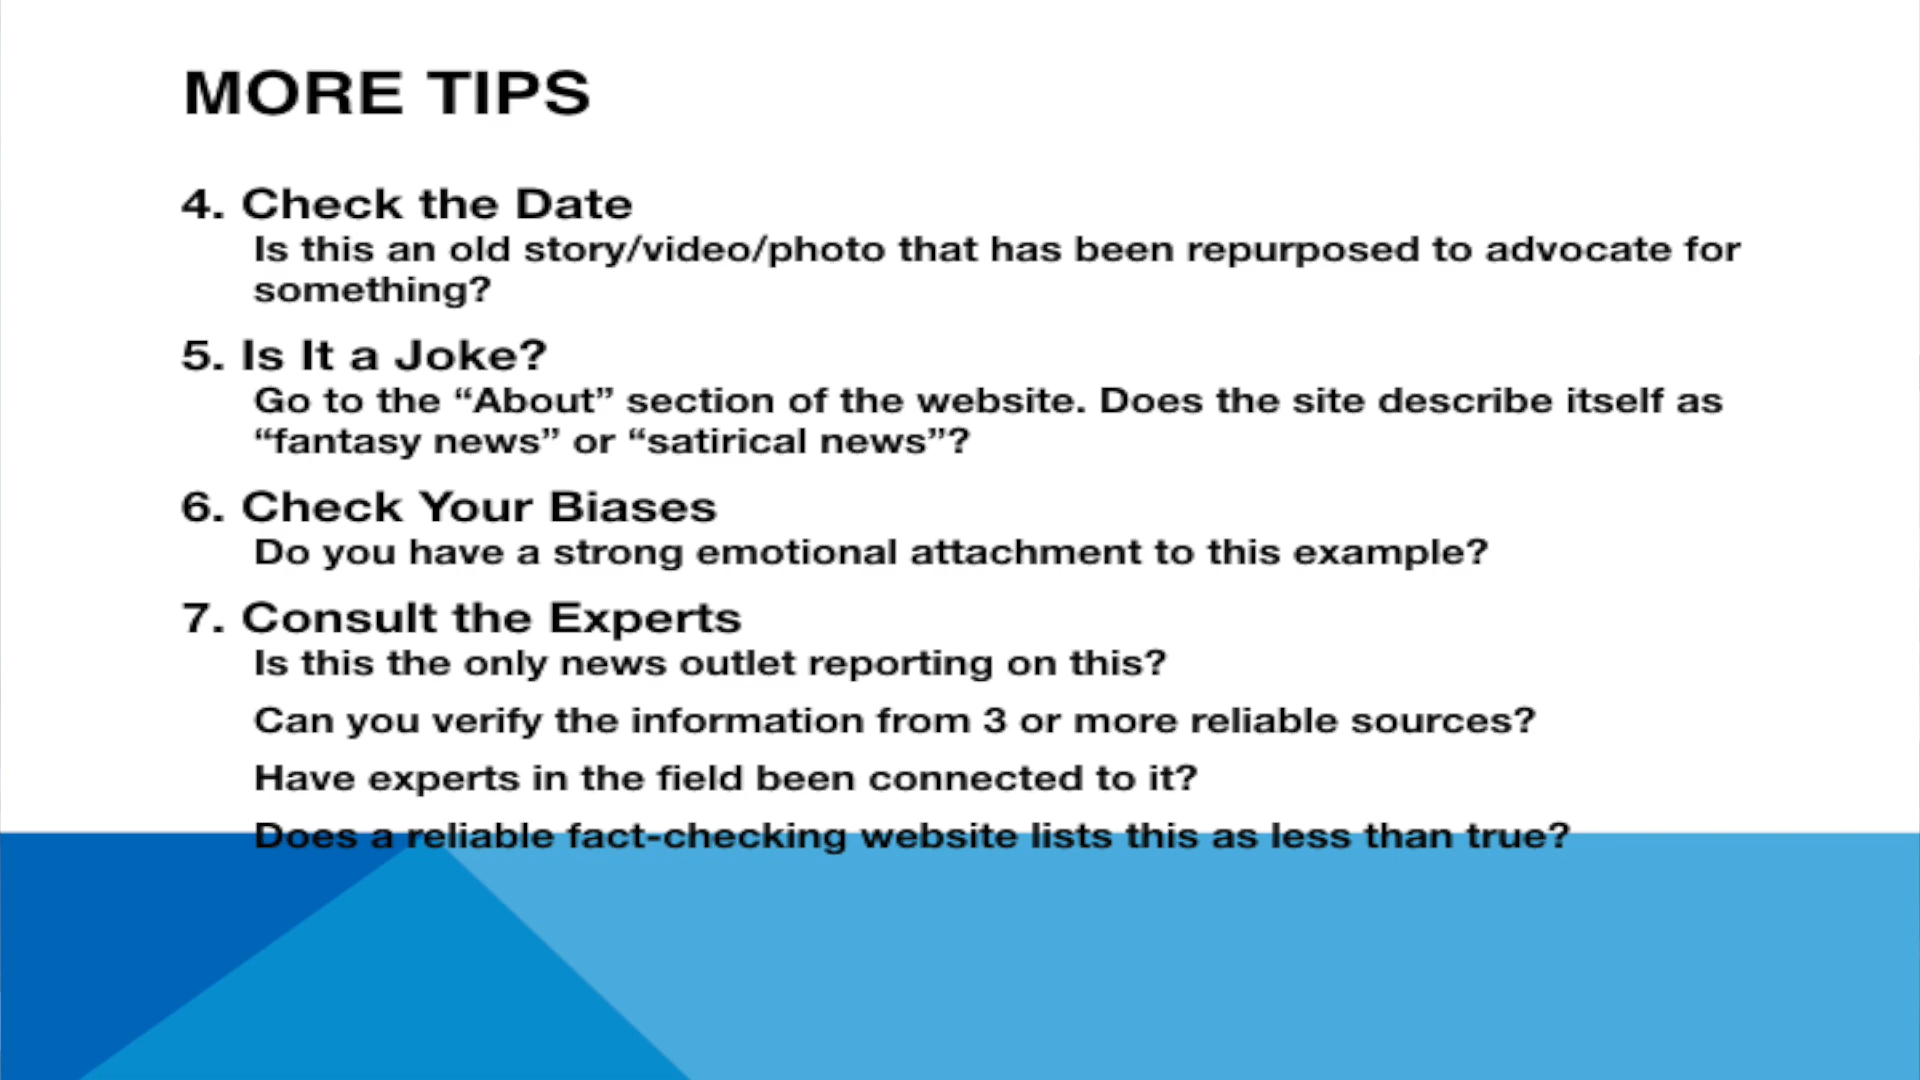 MORE TIPS
4. Check the Date
Is this an old story/video/photo that has been repurposed to advocate for
something?
5. Is It a Joke?
Go to the “About” section of the website. Does the site describe itself as
“fantasy news” or “satirical news”?
6. Check Your Biases
Do you have a strong emotional attachment to this example?
7. Consult the Experts
Is this the only news outlet reporting on this?
Can you verify the information from 3 or more reliable sources?
Have experts in the field been connected to it?
Does a reliable fact-checking website lists this as less than true?